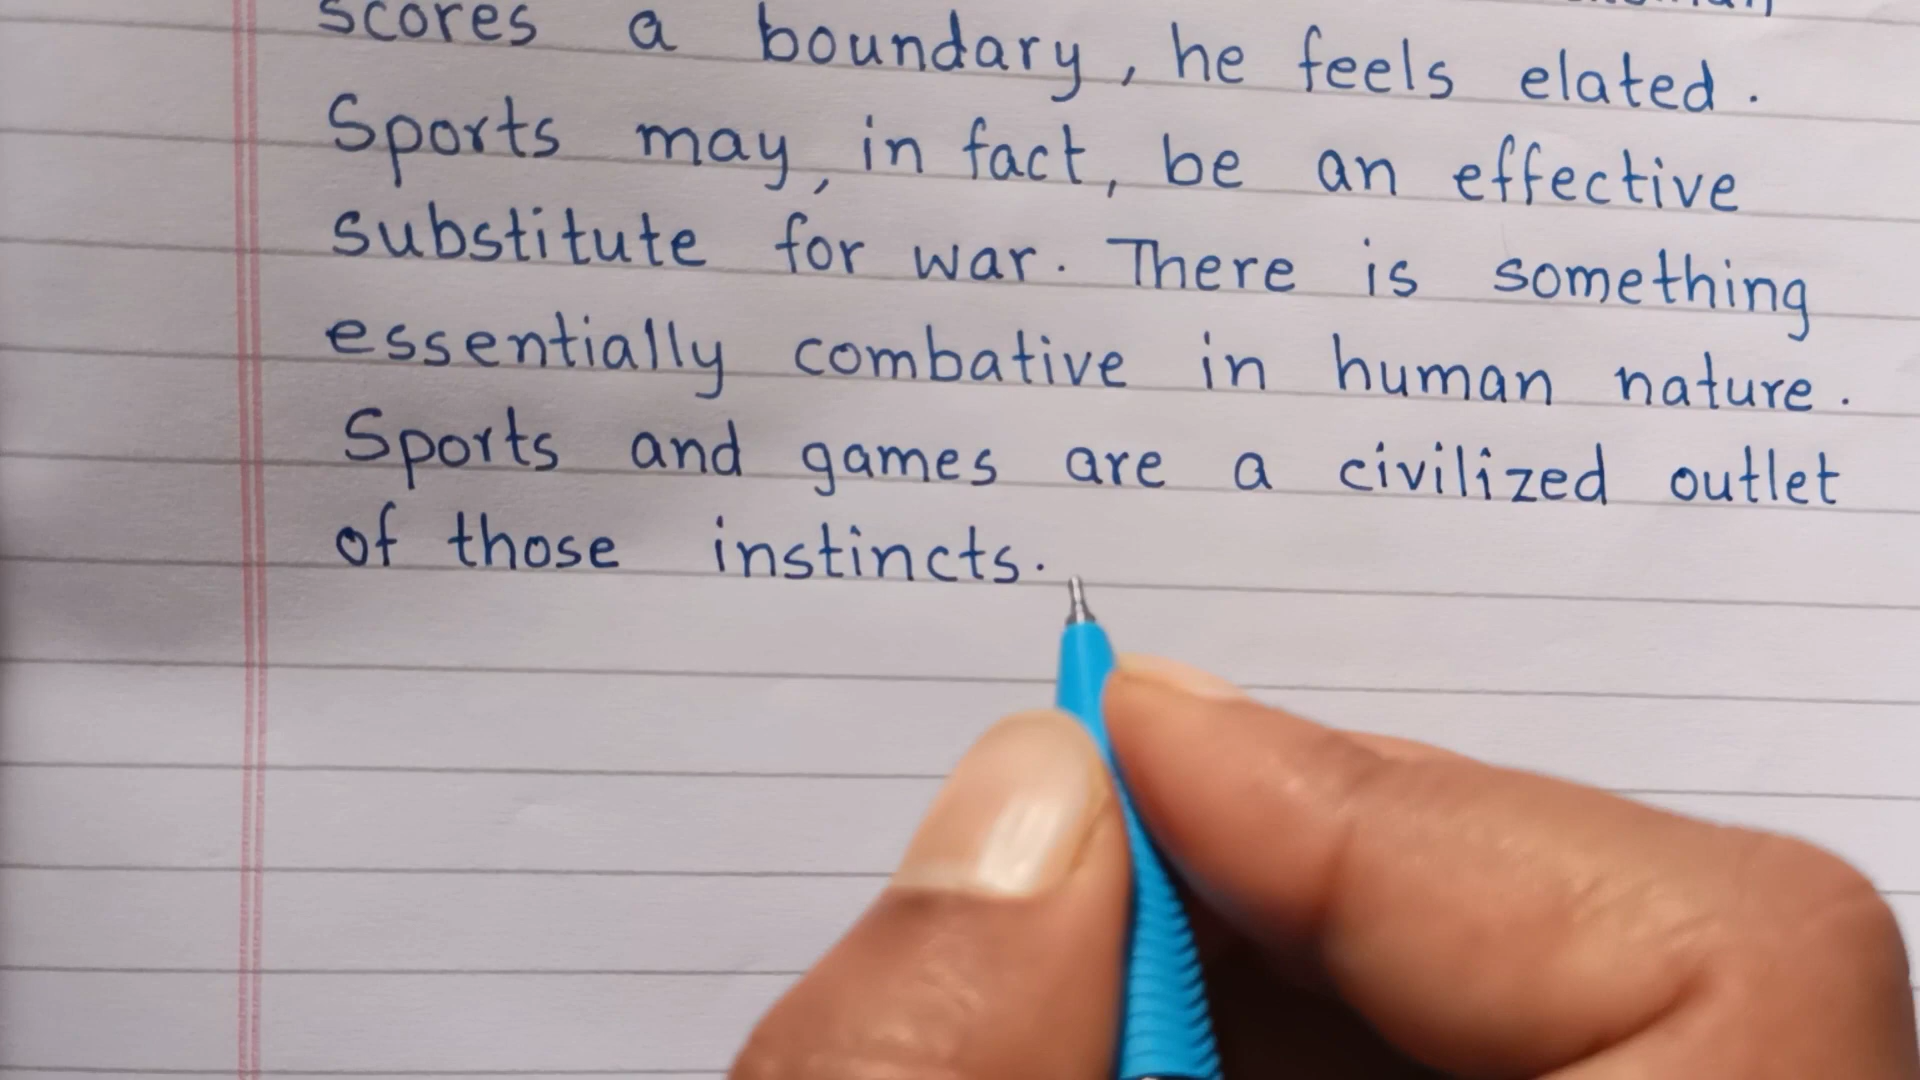 scores a boundary, he feels elated.
Sports may, in fact, be an effective
substitute for war. There is something
essentially combative in human nature.
Sports and games are a civilized outlet
of those instincts.